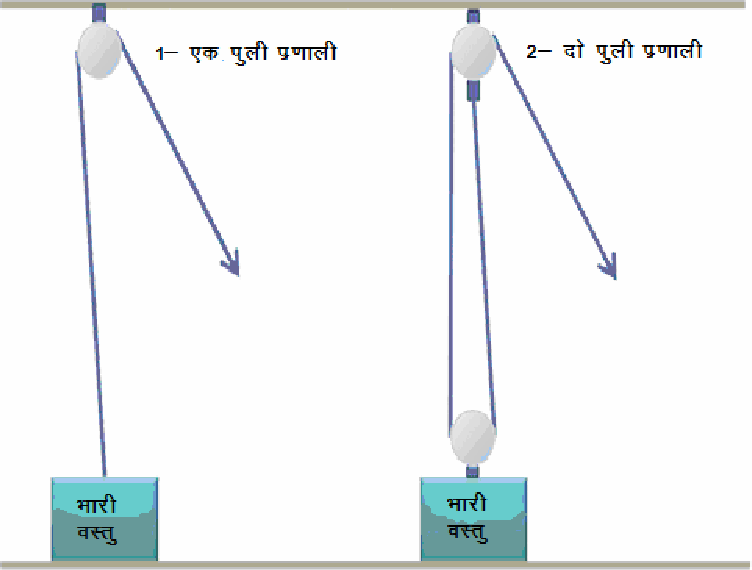 1– एक पुली प्रणाली
2– दो पुली प्रणाली
भारी
वस्तु
भारी
वस्तु